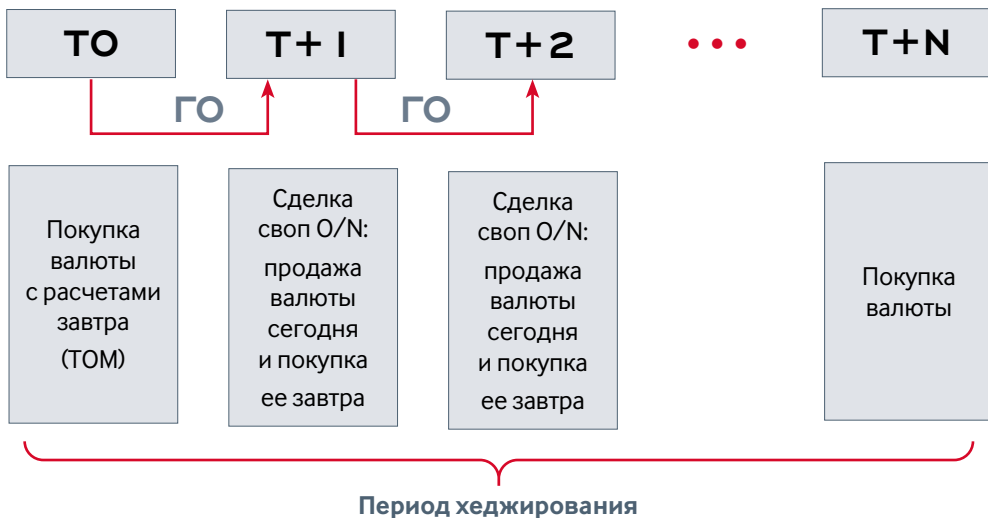 T0
T+1
T+2
•••
T+N
ГО
ГО
Покупка
валюты
с расчетами
завтра
(TOM)
Сделка
своп O/N:
продажа
валюты
сегодня
и покупка
ее завтра
Сделка
своп O/N:
продажа
валюты
сегодня
и покупка
ее завтра
Покупка
валюты
Период хеджирования